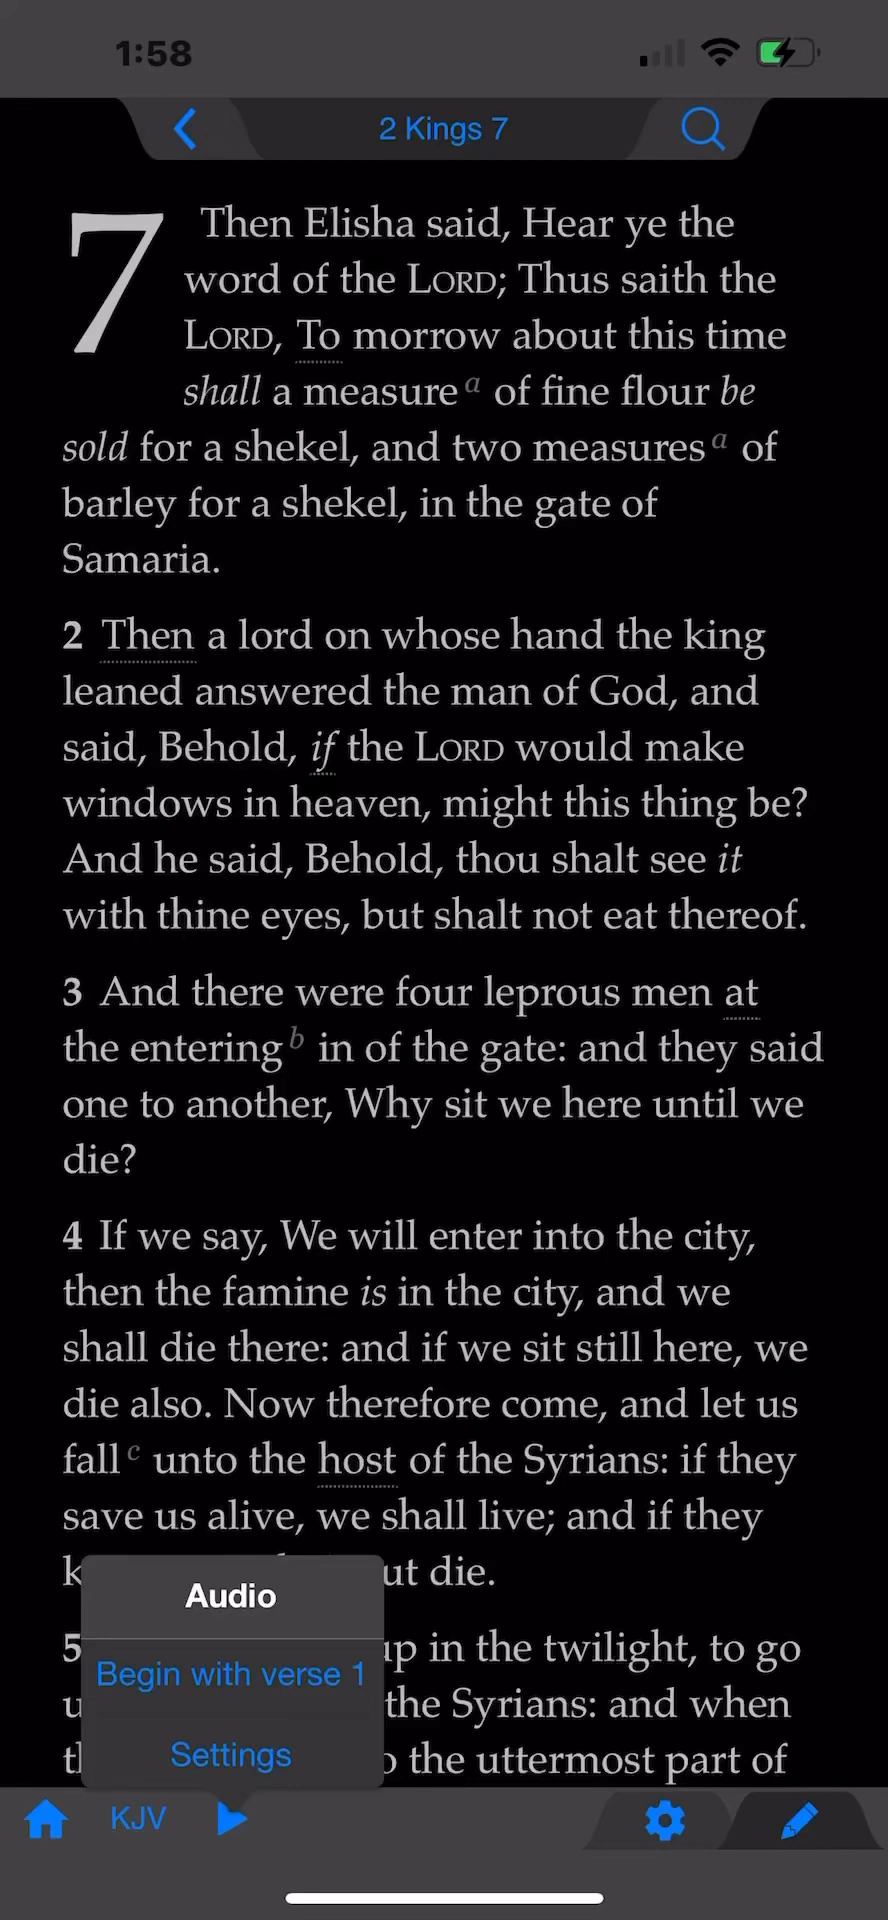 1:58
2 Kings 7
7 Then Elisha said, Hear ye the
word of the LORD; Thus saith the
LORD, To morrow about this time
shall a measure a of fine flour be
sold for a shekel, and two measures a of
barley for a shekel, in the gate of
Samaria.
2 Then a lord on whose hand the king
leaned answered the man of God, and
said, Behold, if the LORD would make
windows in heaven, might this thing be?
And he said, Behold, thou shalt see it
with thine eyes, but shalt not eat thereof.
3 And there were four leprous men at
the entering b in of the gate: and they said
one to another, Why sit we here until we
die?
4 If we say, We will enter into the city,
then the famine is in the city, and we
shall die there: and if we sit still here, we
die also. Now therefore come, and let us
fall c unto the host of the Syrians: if they
save us alive, we shall live; and if they
k ut die.
5 up in the twilight, to go
u the Syrians: and when
the uttermost part of
Audio
Begin with verse 1
Settings
KJV